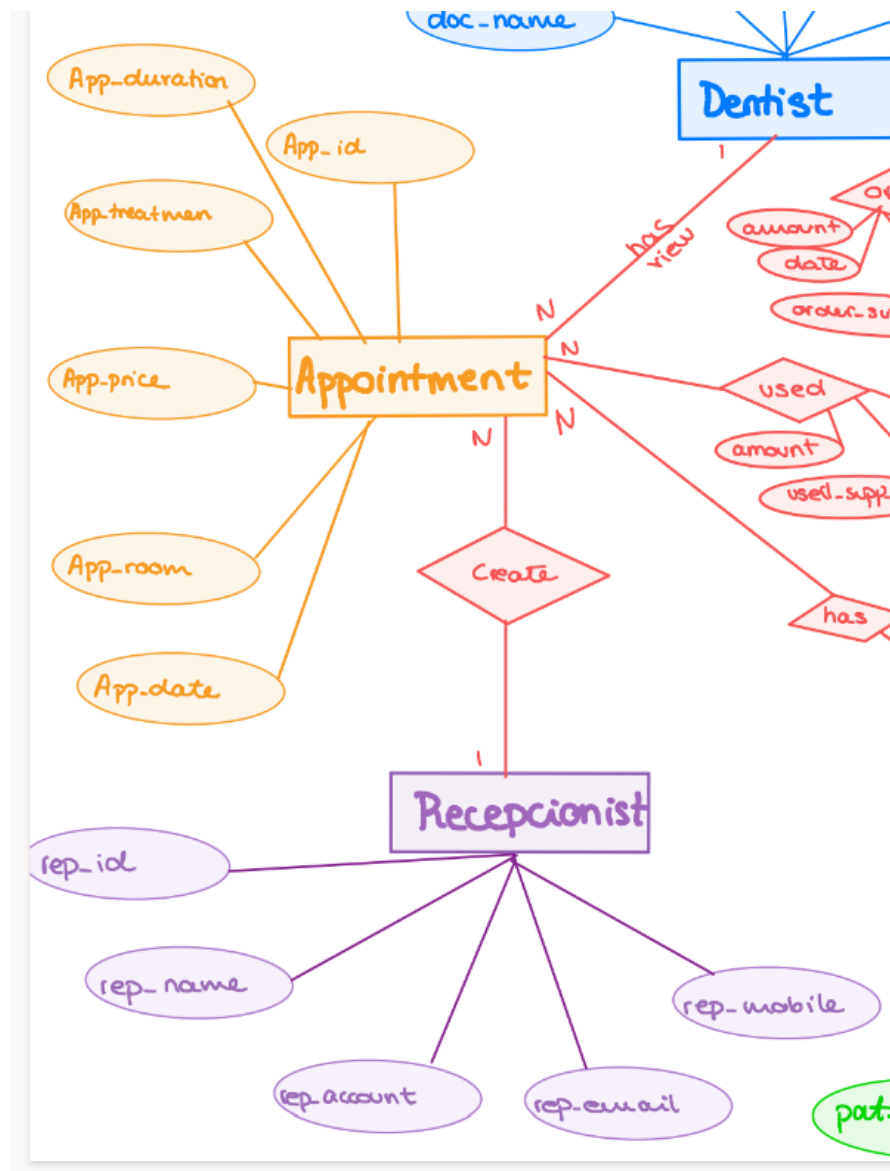 doc_name
App_duration
App_id
Dentist
1
App_treatmen
has
view
amount
date
N
N
Appointment
App_price
used
N
N
amount
App_room
Create
has
App_date
1
Recepcionist
rep_id
rep_name
rep_mobile
rep_account
rep_email